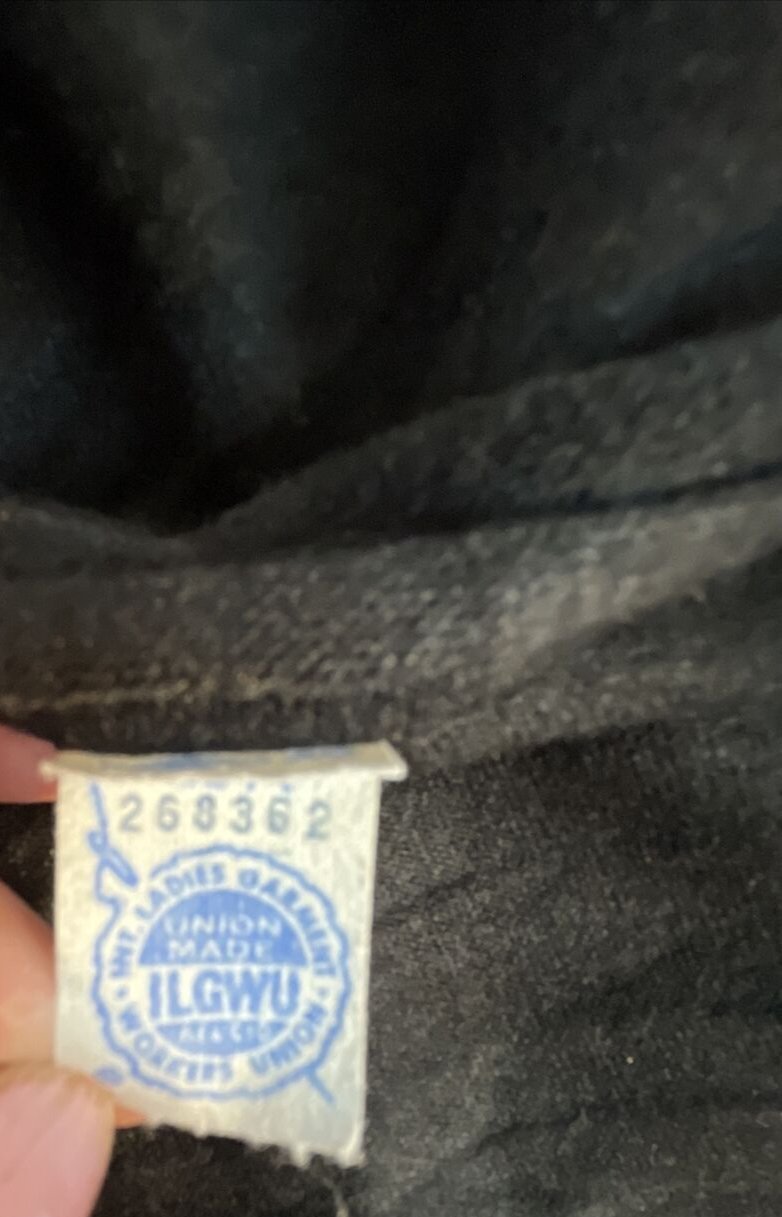 268362
INT. LADIES GARMENT
UNION
MADE
ILGWU
WORKERS UNION